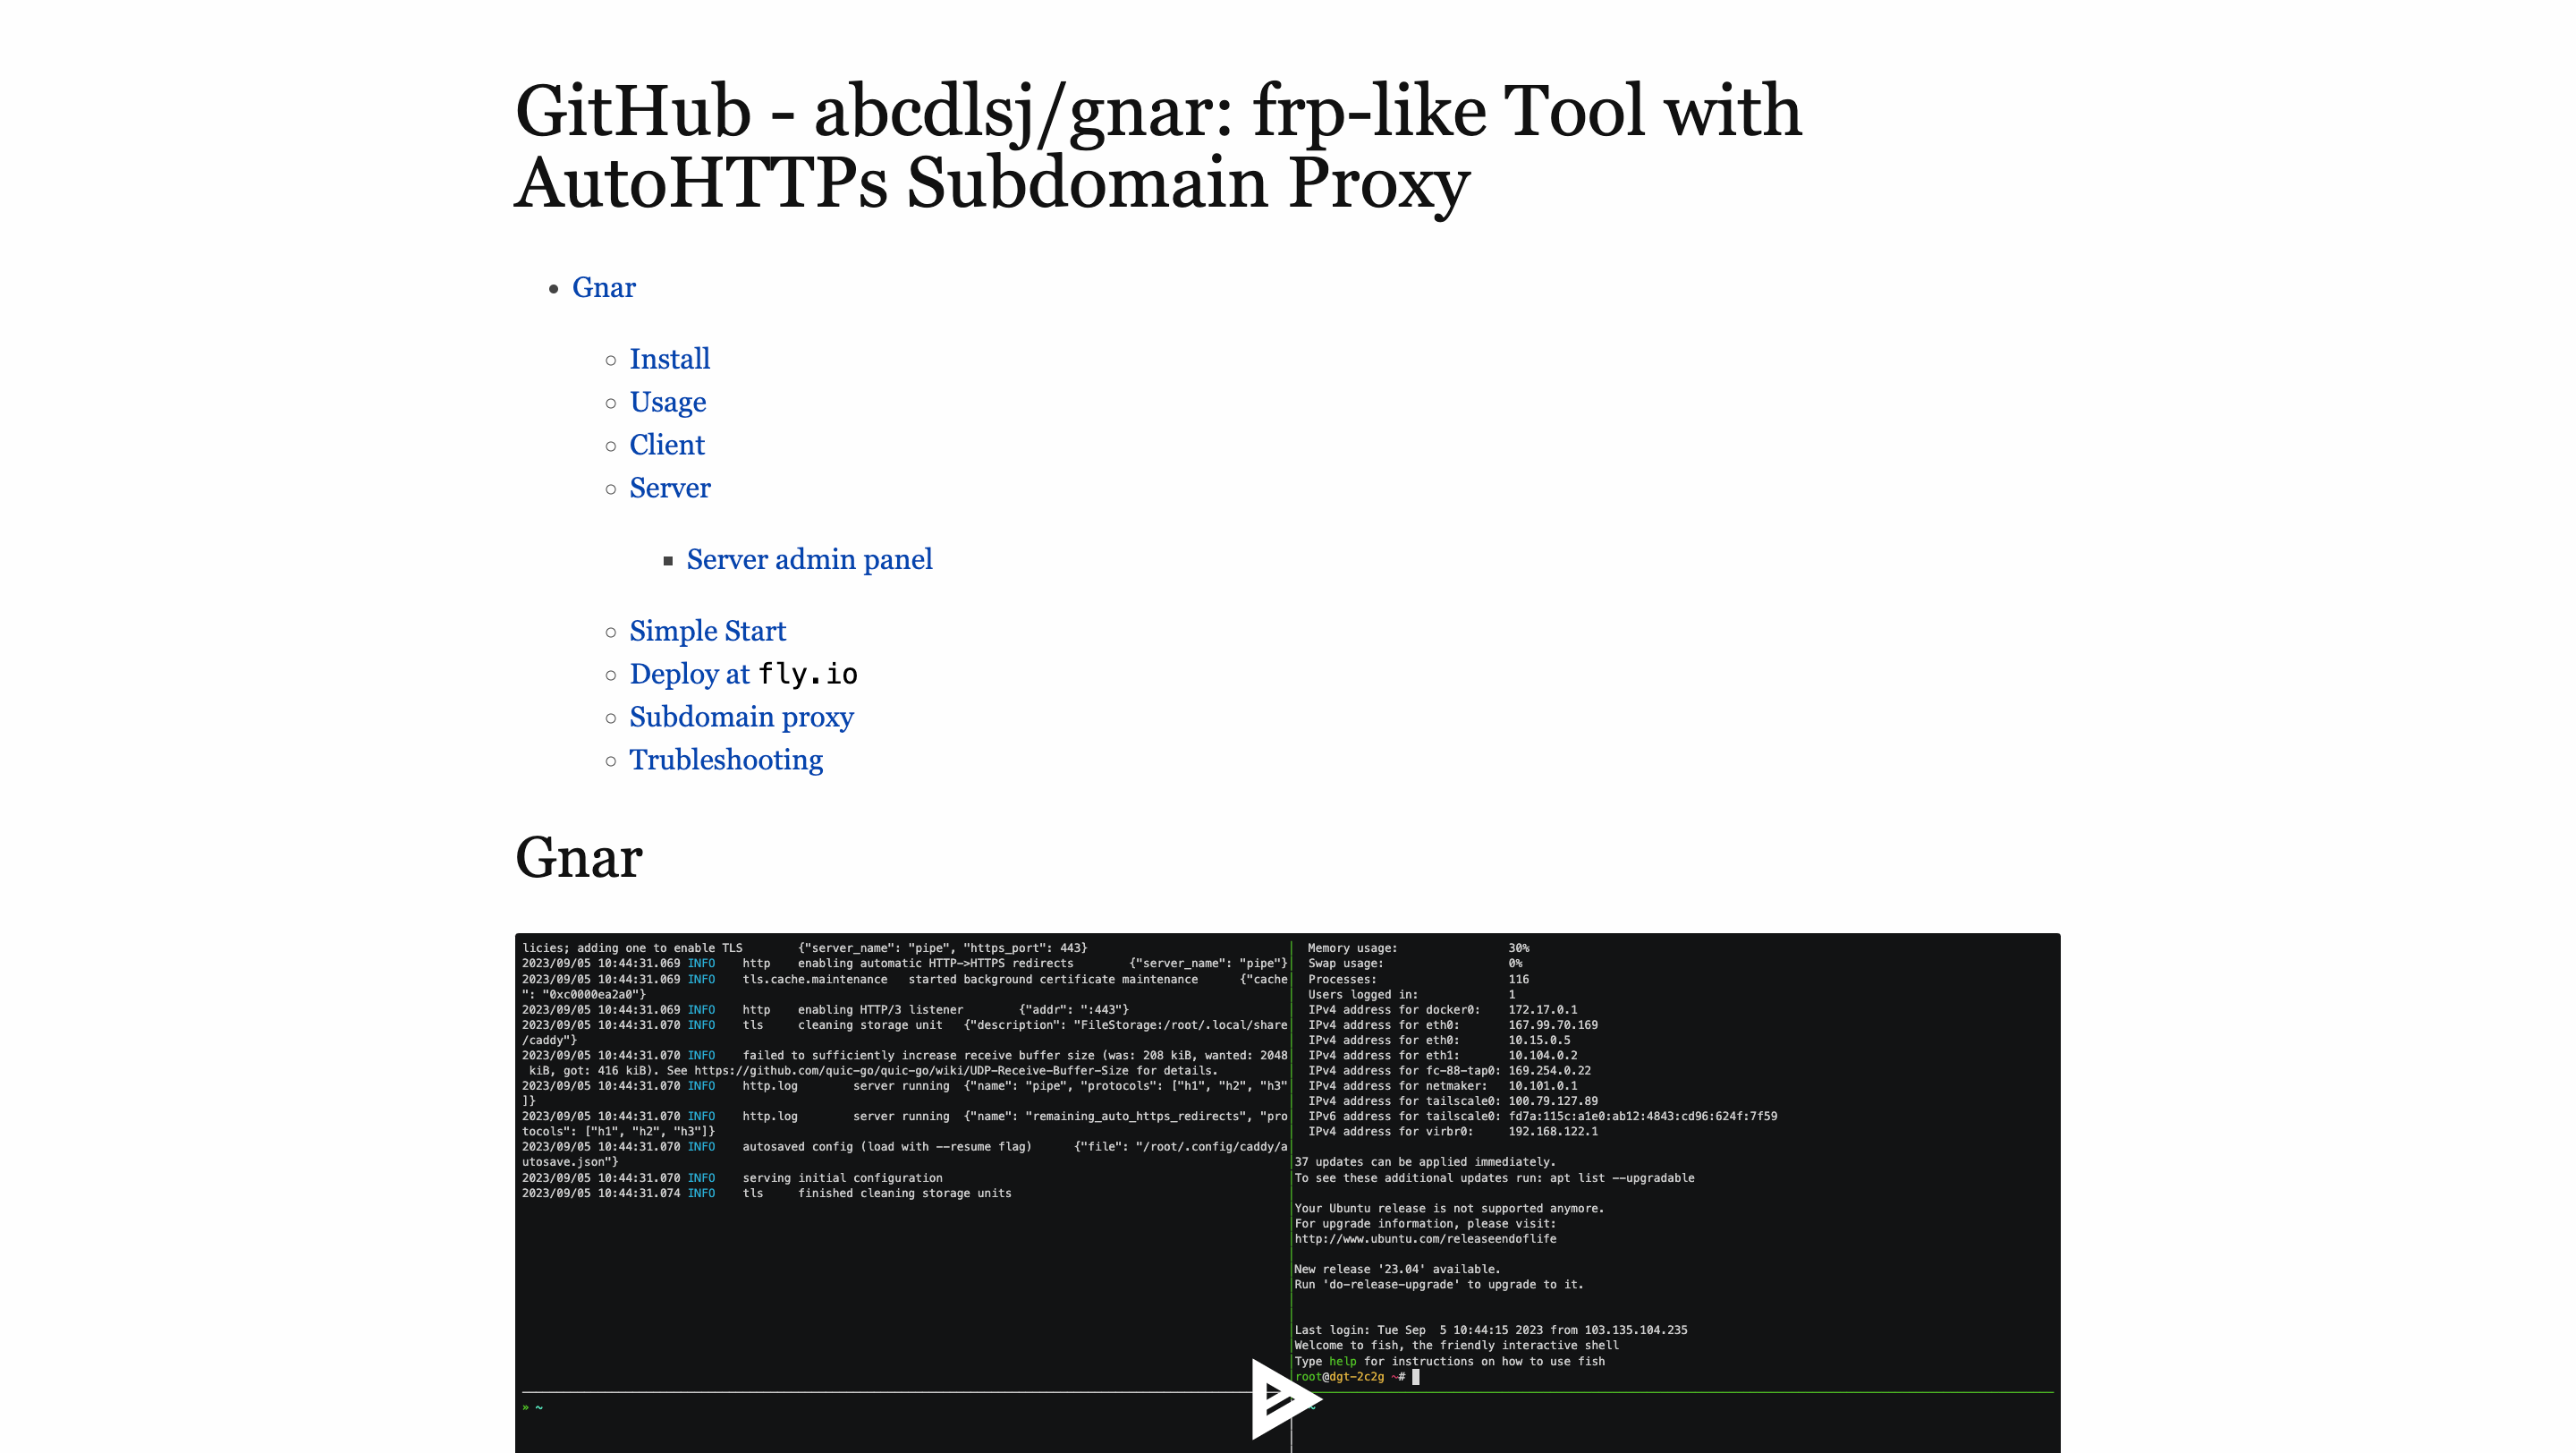 GitHub - abcdlsj/gnar: frp-like Tool with
AutoHTTPs Subdomain Proxy
Gnar
Install
Usage
Client
Server
Server admin panel
Simple Start
Deploy at fly.io
Subdomain proxy
Trubleshooting
Gnar
licies; adding one to enable TLS {"server_name": "pipe", "https_port": 443}
2023/09/05 10:44:31.069 INFO http enabling automatic HTTP->HTTPS redirects {"server_name": "pipe"}
2023/09/05 10:44:31.069 INFO tls.cache.maintenance started background certificate maintenance {"cache
": "0xc0000ea2a0"}
2023/09/05 10:44:31.069 INFO http enabling HTTP/3 listener {"addr": ":443"}
2023/09/05 10:44:31.070 INFO tls cleaning storage unit {"description": "FileStorage:/root/.local/share
/caddy"}
2023/09/05 10:44:31.070 INFO failed to sufficiently increase receive buffer size (was: 208 kiB, wanted: 2048
kiB, got: 416 kiB). See https://github.com/quic-go/quic-go/wiki/UDP-Receive-Buffer-Size for details.
2023/09/05 10:44:31.070 INFO http.log server running {"name": "pipe", "protocols": ["h1", "h2", "h3"
]}
2023/09/05 10:44:31.070 INFO http.log server running {"name": "remaining_auto_https_redirects", "pro
tocols": ["h1", "h2", "h3"]}
2023/09/05 10:44:31.070 INFO autosaved config (load with --resume flag) {"file": "/root/.config/caddy/a
utosave.json"}
2023/09/05 10:44:31.070 INFO serving initial configuration
2023/09/05 10:44:31.074 INFO tls finished cleaning storage units
» ~
Memory usage: 30%
Swap usage: 0%
Processes: 116
Users logged in: 1
IPv4 address for docker0: 172.17.0.1
IPv4 address for eth0: 167.99.70.169
IPv4 address for eth0: 10.15.0.5
IPv4 address for eth1: 10.104.0.2
IPv4 address for fc-88-tap0: 169.254.0.22
IPv4 address for netmaker: 10.101.0.1
IPv4 address for tailscale0: 100.79.127.89
IPv6 address for tailscale0: fd7a:115c:a1e0:ab12:4843:cd96:624f:7f59
IPv4 address for virbr0: 192.168.122.1
37 updates can be applied immediately.
To see these additional updates run: apt list --upgradable
Your Ubuntu release is not supported anymore.
For upgrade information, please visit:
http://www.ubuntu.com/releaseendoflife
New release '23.04' available.
Run 'do-release-upgrade' to upgrade to it.
Last login: Tue Sep 5 10:44:15 2023 from 103.135.104.235
Welcome to fish, the friendly interactive shell
Type help for instructions on how to use fish
root@dgt-2c2g ~#
~